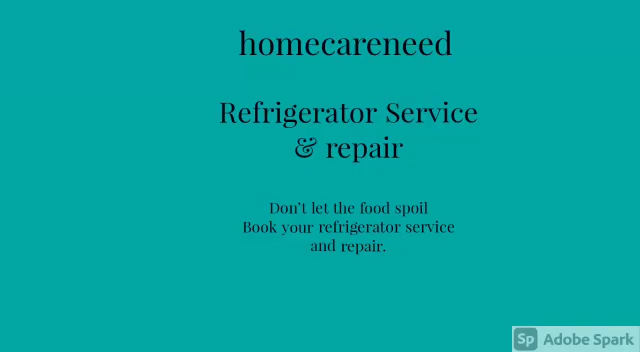 homecareneed
Refrigerator Service
& repair
Don't let the food spoil
Book your refrigerator service
and repair.
Sp Adobe Spark